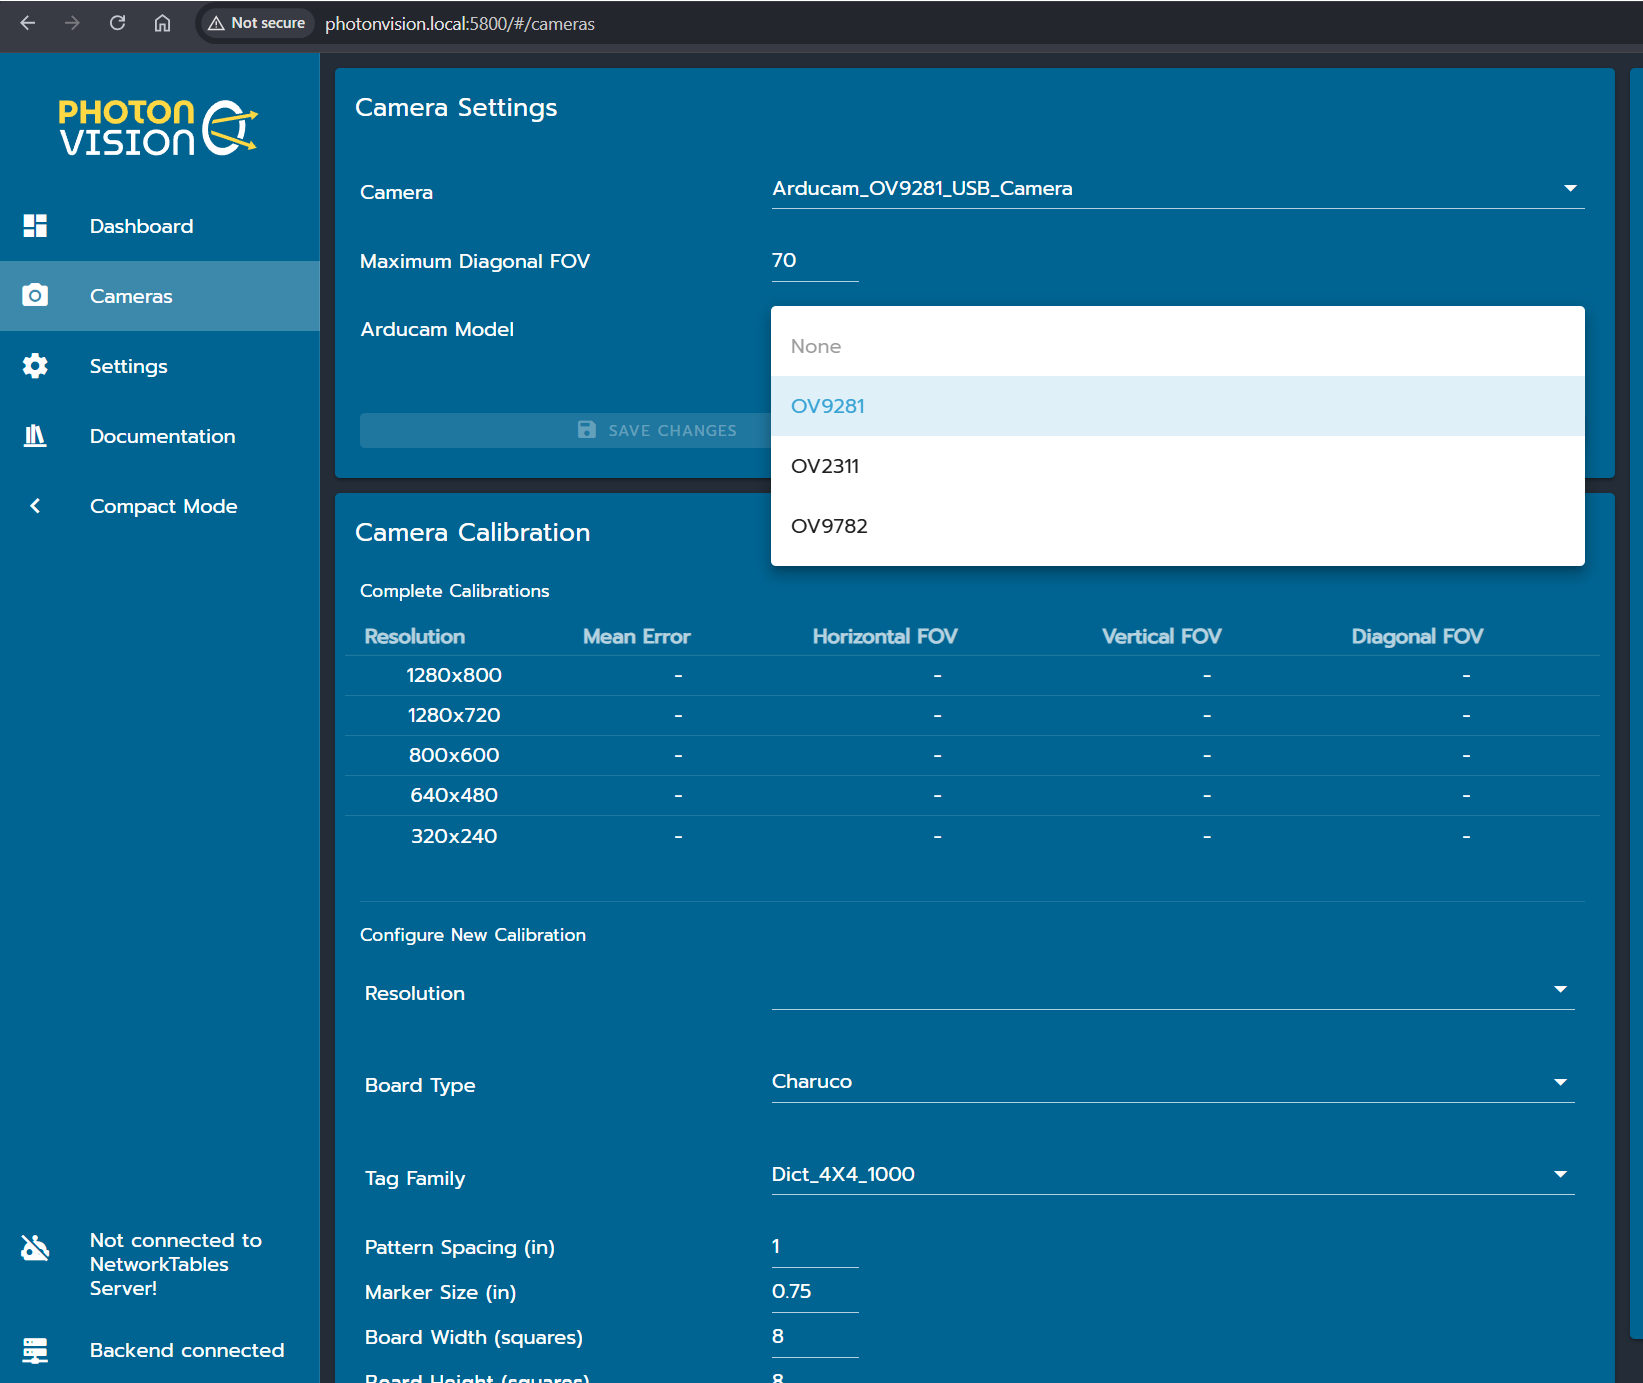 Not secure photonvision.local:5800/#/cameras
PHOTON
VISION
Dashboard
Cameras
Settings
Documentation
Compact Mode
Not connected to
NetworkTables
Server!
Backend connected
Camera Settings
Camera Arducam_OV9281_USB_Camera
Maximum Diagonal FOV 70
Arducam Model
None
OV9281
OV2311
OV9782
SAVE CHANGES
Camera Calibration
Complete Calibrations
Resolution Mean Error Horizontal FOV Vertical FOV Diagonal FOV
1280x800 - - - -
1280x720 - - - -
800x600 - - - -
640x480 - - - -
320x240 - - - -
Configure New Calibration
Resolution
Board Type Charuco
Tag Family Dict_4X4_1000
Pattern Spacing (in) 1
Marker Size (in) 0.75
Board Width (squares) 8
Board Height (squares) 8